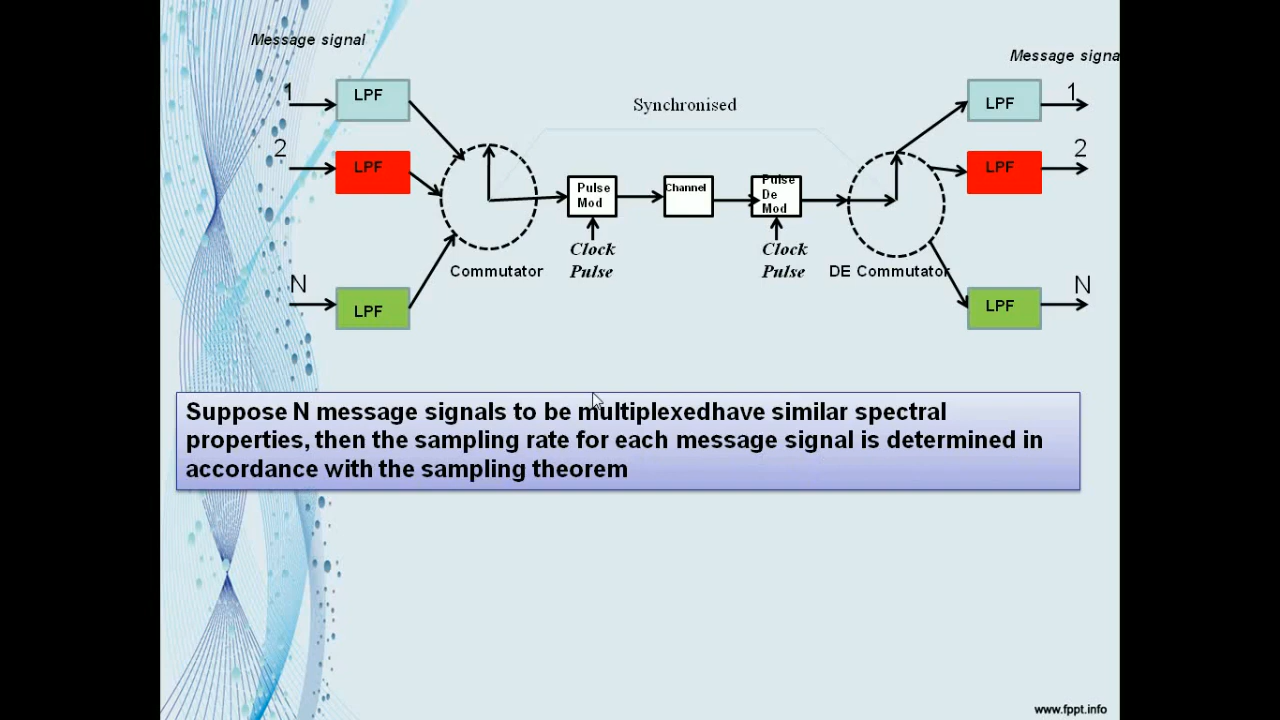 Message signal
Message signa
1
LPF
Synchronised
LPF
1
2
LPF
Pulse
Mod
Channel
Pulse
De
Mod
LPF
2
Clock
Pulse
Clock
Pulse
Commutator
DE Commutator
N
LPF
LPF
N
Suppose N message signals to be multiplexedhave similar spectral
properties, then the sampling rate for each message signal is determined in
accordance with the sampling theorem
www.fppt.info